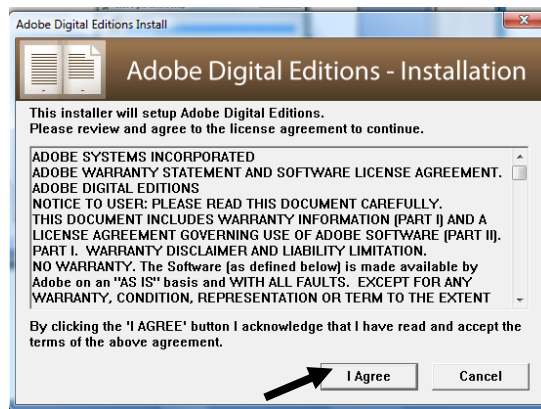 Adobe Digital Editions Install
Adobe Digital Editions - Installation
This installer will setup Adobe Digital Editions.
Please review and agree to the license agreement to continue.
ADOBE SYSTEMS INCORPORATED
ADOBE WARRANTY STATEMENT AND SOFTWARE LICENSE AGREEMENT.
ADOBE DIGITAL EDITIONS
NOTICE TO USER: PLEASE READ THIS DOCUMENT CAREFULLY.
THIS DOCUMENT INCLUDES WARRANTY INFORMATION (PART I) AND A
LICENSE AGREEMENT GOVERNING USE OF ADOBE SOFTWARE (PART II).
PART I. WARRANTY DISCLAIMER AND LIABILITY LIMITATION.
NO WARRANTY. The Software (as defined below) is made available by
Adobe on an "AS IS" basis and WITH ALL FAULTS. EXCEPT FOR ANY
WARRANTY, CONDITION, REPRESENTATION OR TERM TO THE EXTENT
By clicking the 'I AGREE' button I acknowledge that I have read and accept the
terms of the above agreement.
I Agree
Cancel